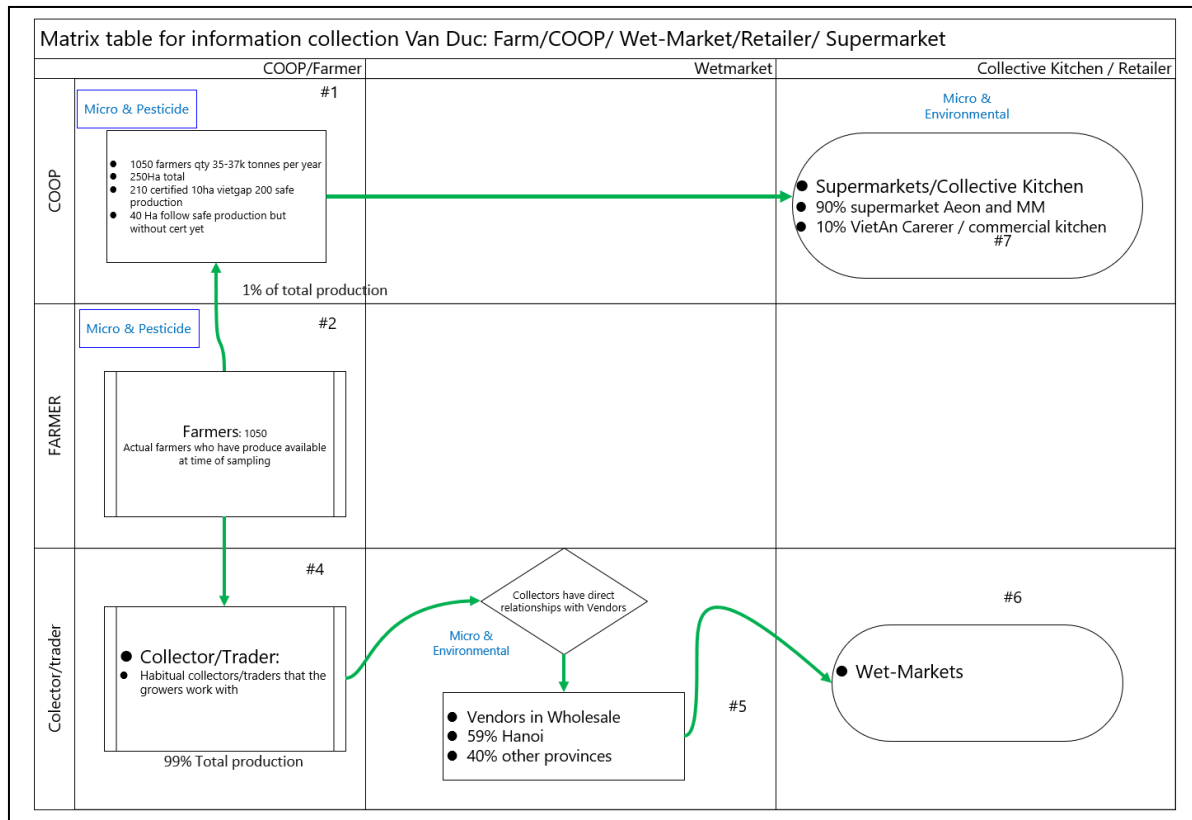 Matrix table for information collection Van Duc: Farm/COOP/ Wet-Market/Retailer/ Supermarket
COOP/Farmer
Wetmarket
Collective Kitchen / Retailer
COOP
#1
Micro & Pesticide
● 1050 farmers qty 35-37k tonnes per year
● 250Ha total
● 210 certified 10ha vietgap 200 safe
production
● 40 Ha follow safe production but
without cert yet
1% of total production
Micro &
Environmental
● Supermarkets/Collective Kitchen
● 90% supermarket Aeon and MM
● 10% VietAn Carerer / commercial kitchen
#7
FARMER
Micro & Pesticide
#2
Farmers: 1050
Actual farmers who have produce available
at time of sampling
Colector/trader
#4
● Collector/Trader:
● Habitual collectors/traders that the
growers work with
99% Total production
Collectors have direct
relationships with Vendors
Micro &
Environmental
● Vendors in Wholesale
● 59% Hanoi
● 40% other provinces
#5
#6
● Wet-Markets